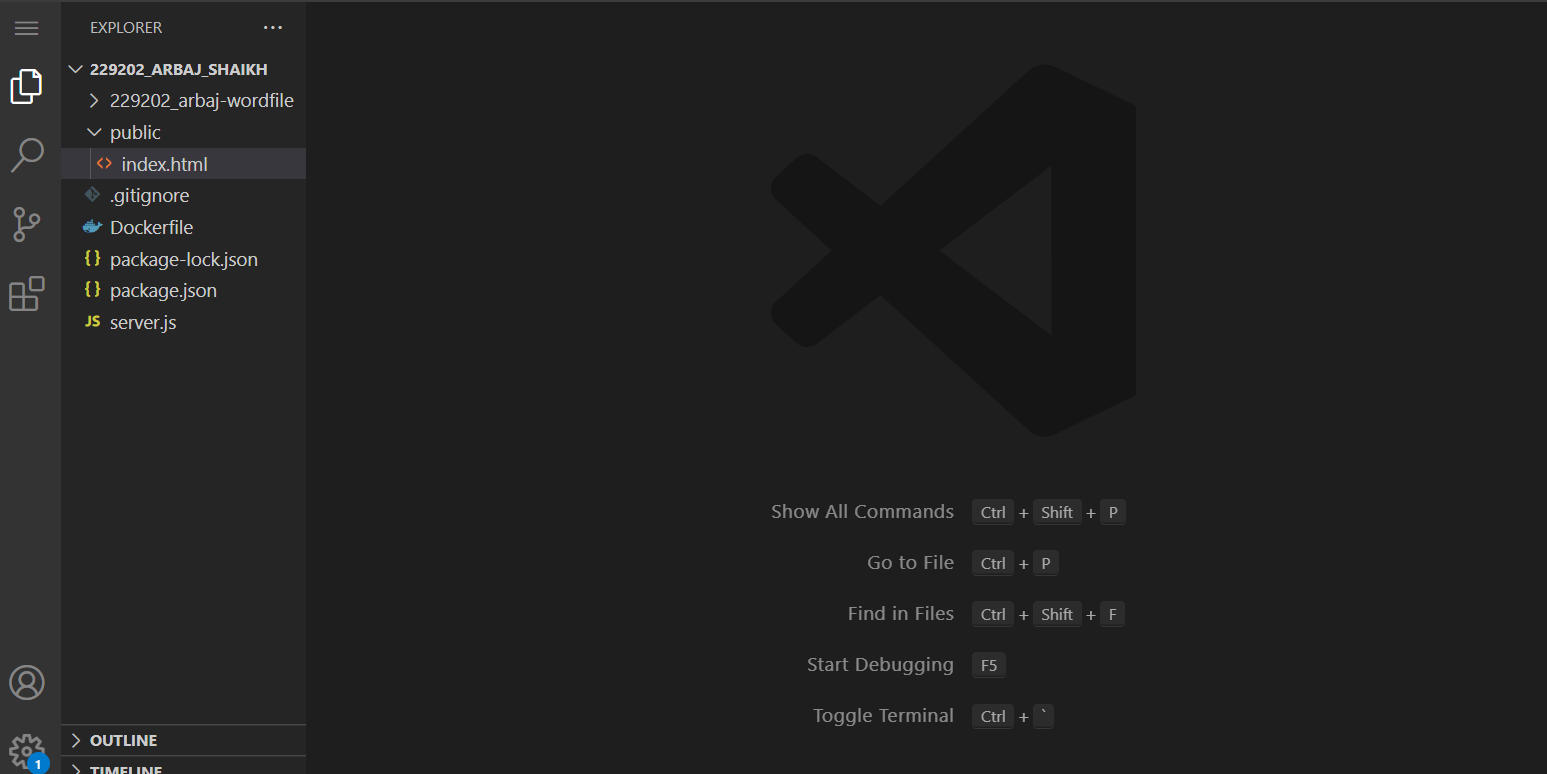 EXPLORER
229202_ARBAJ_SHAIKH
229202_arbaj-wordfile
public
<> index.html
.gitignore
Dockerfile
{} package-lock.json
{} package.json
JS server.js
OUTLINE
TIMELINE
1
Show All Commands Ctrl + Shift + P
Go to File Ctrl + P
Find in Files Ctrl + Shift + F
Start Debugging F5
Toggle Terminal Ctrl + `